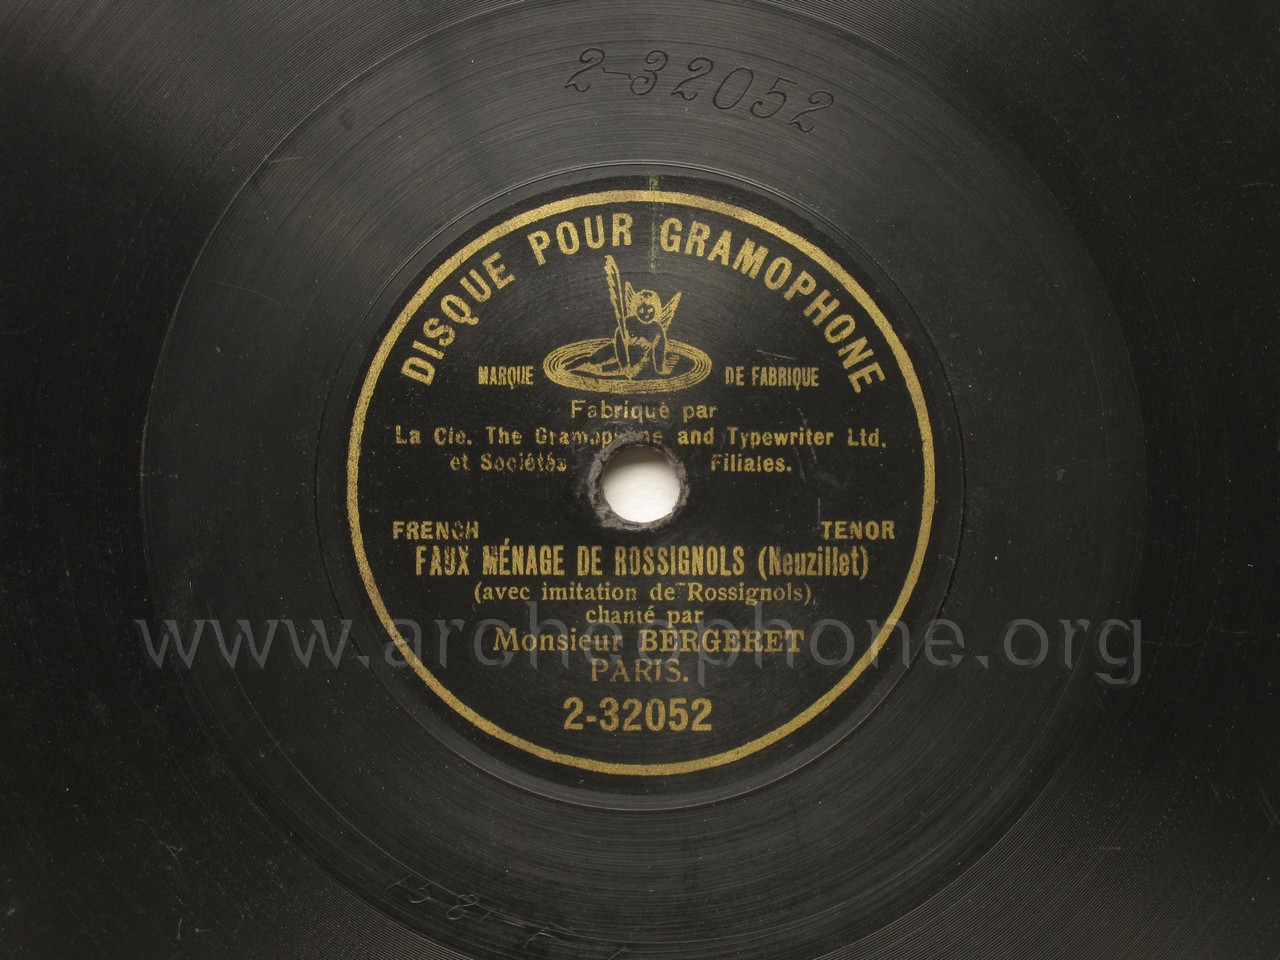 2-32052
DISQUE POUR GRAMOPHONE
MARQUE DE FABRIQUE
Fabriqué par
La Cie. The Gramophone and Typewriter Ltd.
et Sociétés Filiales.
FRENCH TENOR
FAUX MÉNAGE DE ROSSIGNOLS (Neuzillet)
(avec imitation de Rossignols)
chanté par
Monsieur BERGERET
PARIS.
2-32052
www.archeophone.org